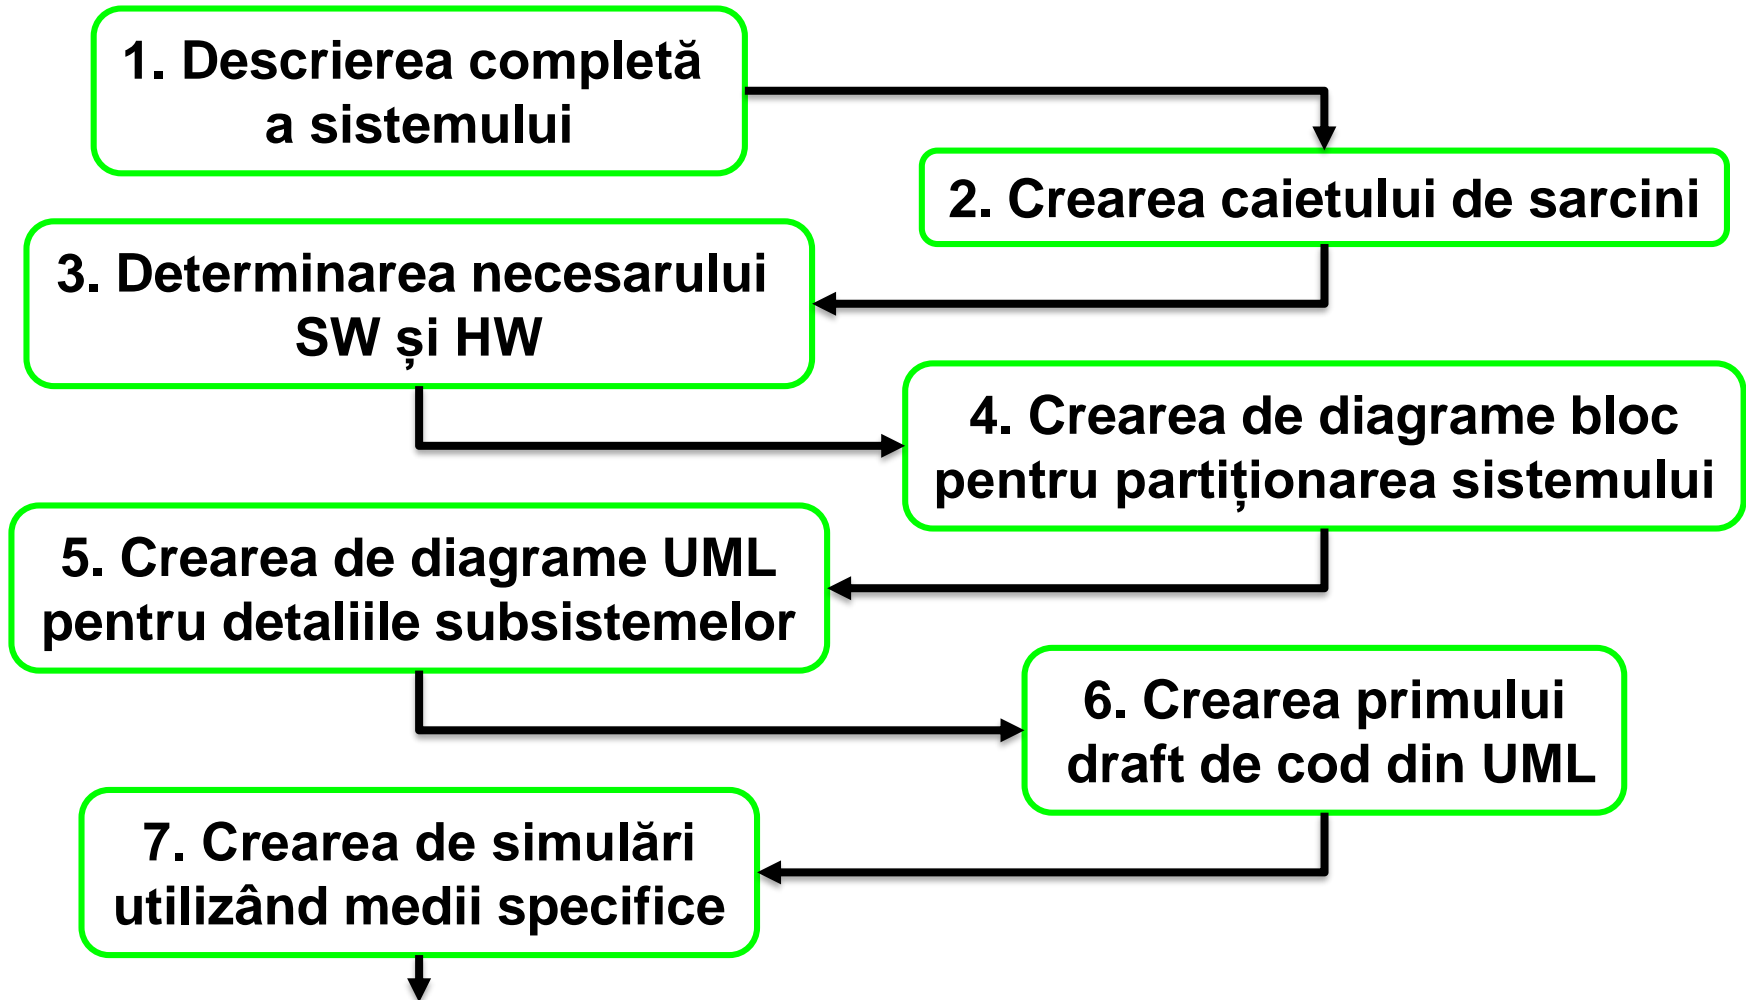 1. Descrierea completă
a sistemului
2. Crearea caietului de sarcini
3. Determinarea necesarului
SW și HW
4. Crearea de diagrame bloc
pentru partiționarea sistemului
5. Crearea de diagrame UML
pentru detaliile subsistemelor
6. Crearea primului
draft de cod din UML
7. Crearea de simulări
utilizând medii specifice